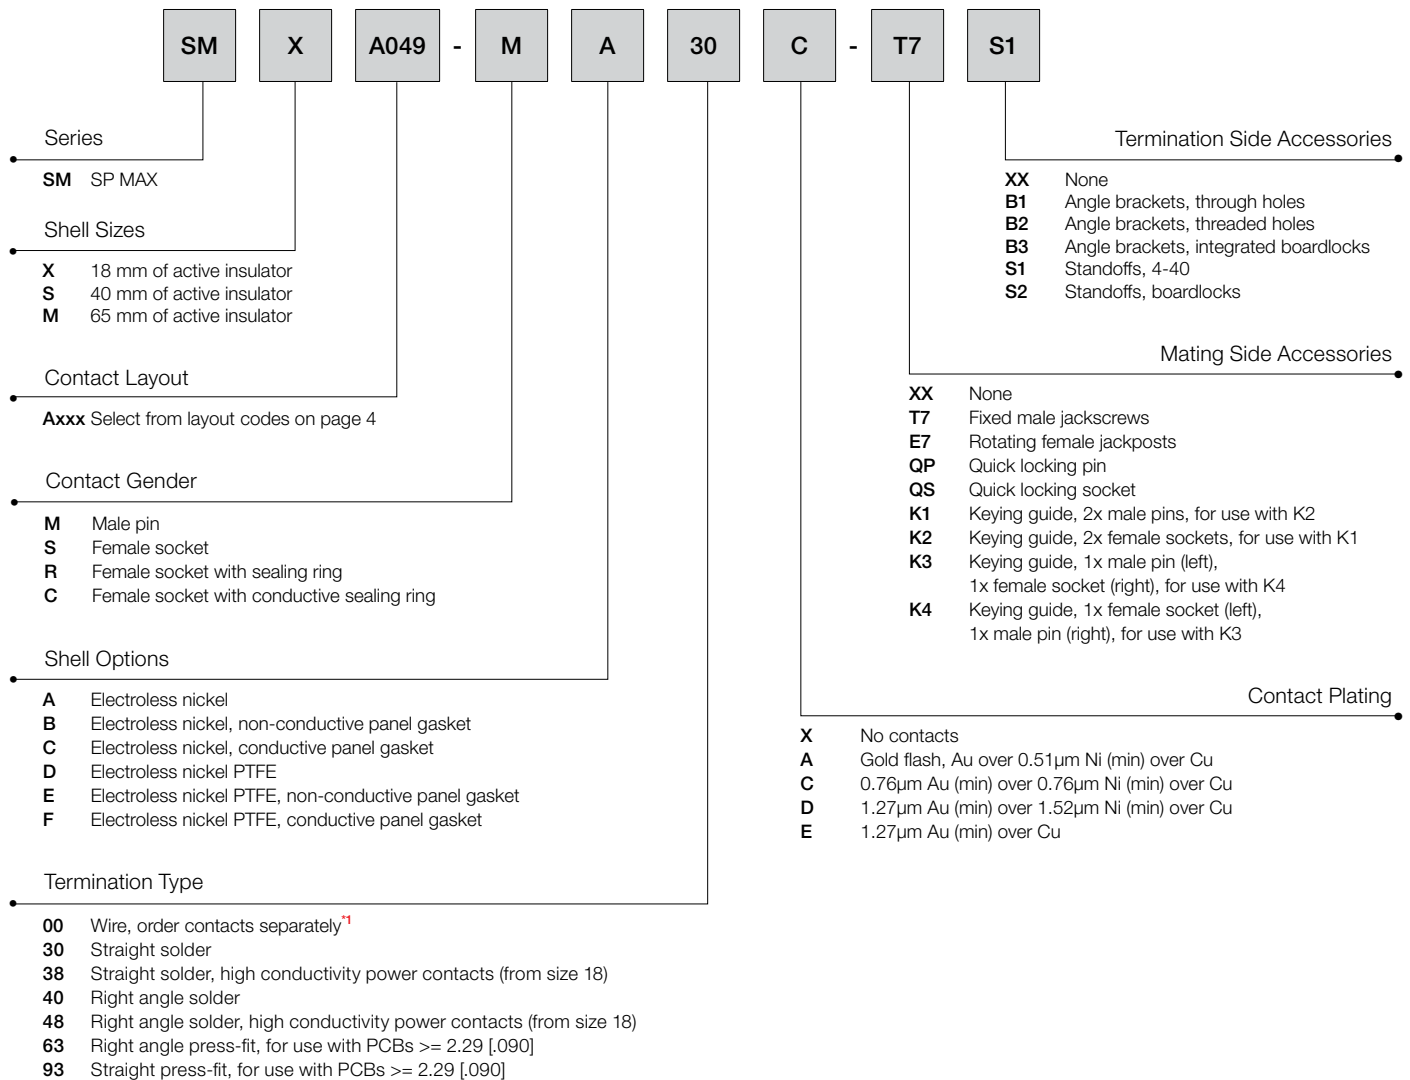 SM X A049 - M A 30 C - T7 S1
Series
SM SP MAX
Shell Sizes
X 18 mm of active insulator
S 40 mm of active insulator
M 65 mm of active insulator
Contact Layout
Axxx Select from layout codes on page 4
Contact Gender
M Male pin
S Female socket
R Female socket with sealing ring
C Female socket with conductive sealing ring
Shell Options
A Electroless nickel
B Electroless nickel, non-conductive panel gasket
C Electroless nickel, conductive panel gasket
D Electroless nickel PTFE
E Electroless nickel PTFE, non-conductive panel gasket
F Electroless nickel PTFE, conductive panel gasket
Termination Type
00 Wire, order contacts separately*1
30 Straight solder
38 Straight solder, high conductivity power contacts (from size 18)
40 Right angle solder
48 Right angle solder, high conductivity power contacts (from size 18)
63 Right angle press-fit, for use with PCBs >= 2.29 [.090]
93 Straight press-fit, for use with PCBs >= 2.29 [.090]
Termination Side Accessories
XX None
B1 Angle brackets, through holes
B2 Angle brackets, threaded holes
B3 Angle brackets, integrated boardlocks
S1 Standoffs, 4-40
S2 Standoffs, boardlocks
Mating Side Accessories
XX None
T7 Fixed male jackscrews
E7 Rotating female jackposts
QP Quick locking pin
QS Quick locking socket
K1 Keying guide, 2x male pins, for use with K2
K2 Keying guide, 2x female sockets, for use with K1
K3 Keying guide, 1x male pin (left),
1x female socket (right), for use with K4
K4 Keying guide, 1x female socket (left),
1x male pin (right), for use with K3
Contact Plating
X No contacts
A Gold flash, Au over 0.51µm Ni (min) over Cu
C 0.76µm Au (min) over 0.76µm Ni (min) over Cu
D 1.27µm Au (min) over 1.52µm Ni (min) over Cu
E 1.27µm Au (min) over Cu